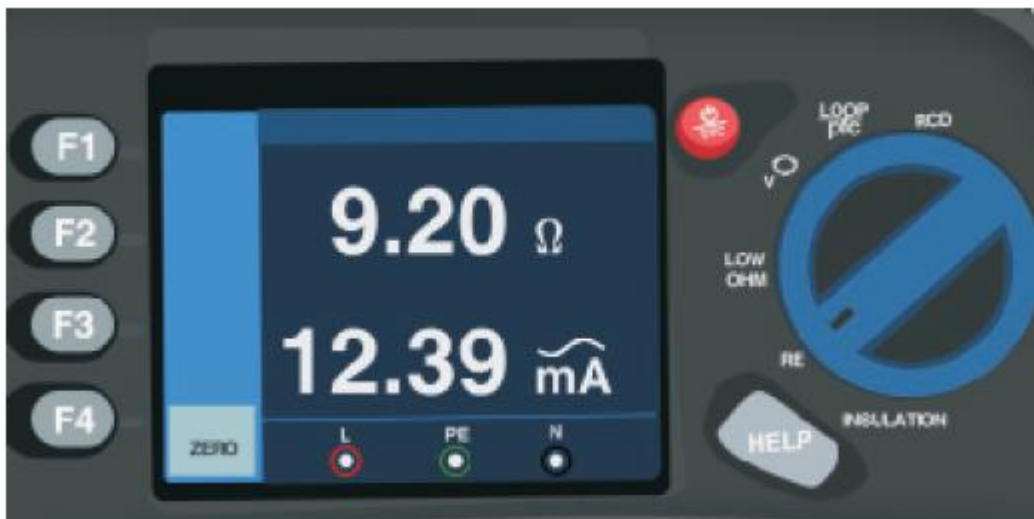 F1
F2
F3
F4
9.20 Ω
12.39 mA
ZERO
L PE N
LOOP
pfc
RCD
V
LOW
OHM
RE
INSULATION
HELP